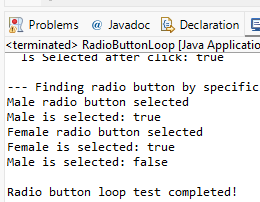 Problems @ Javadoc Declaration
<terminated> RadioButtonLoop [Java Application
Is Selected after click: true
--- Finding radio button by specific
Male radio button selected
Male is selected: true
Female radio button selected
Female is selected: true
Male is selected: false
Radio button loop test completed!